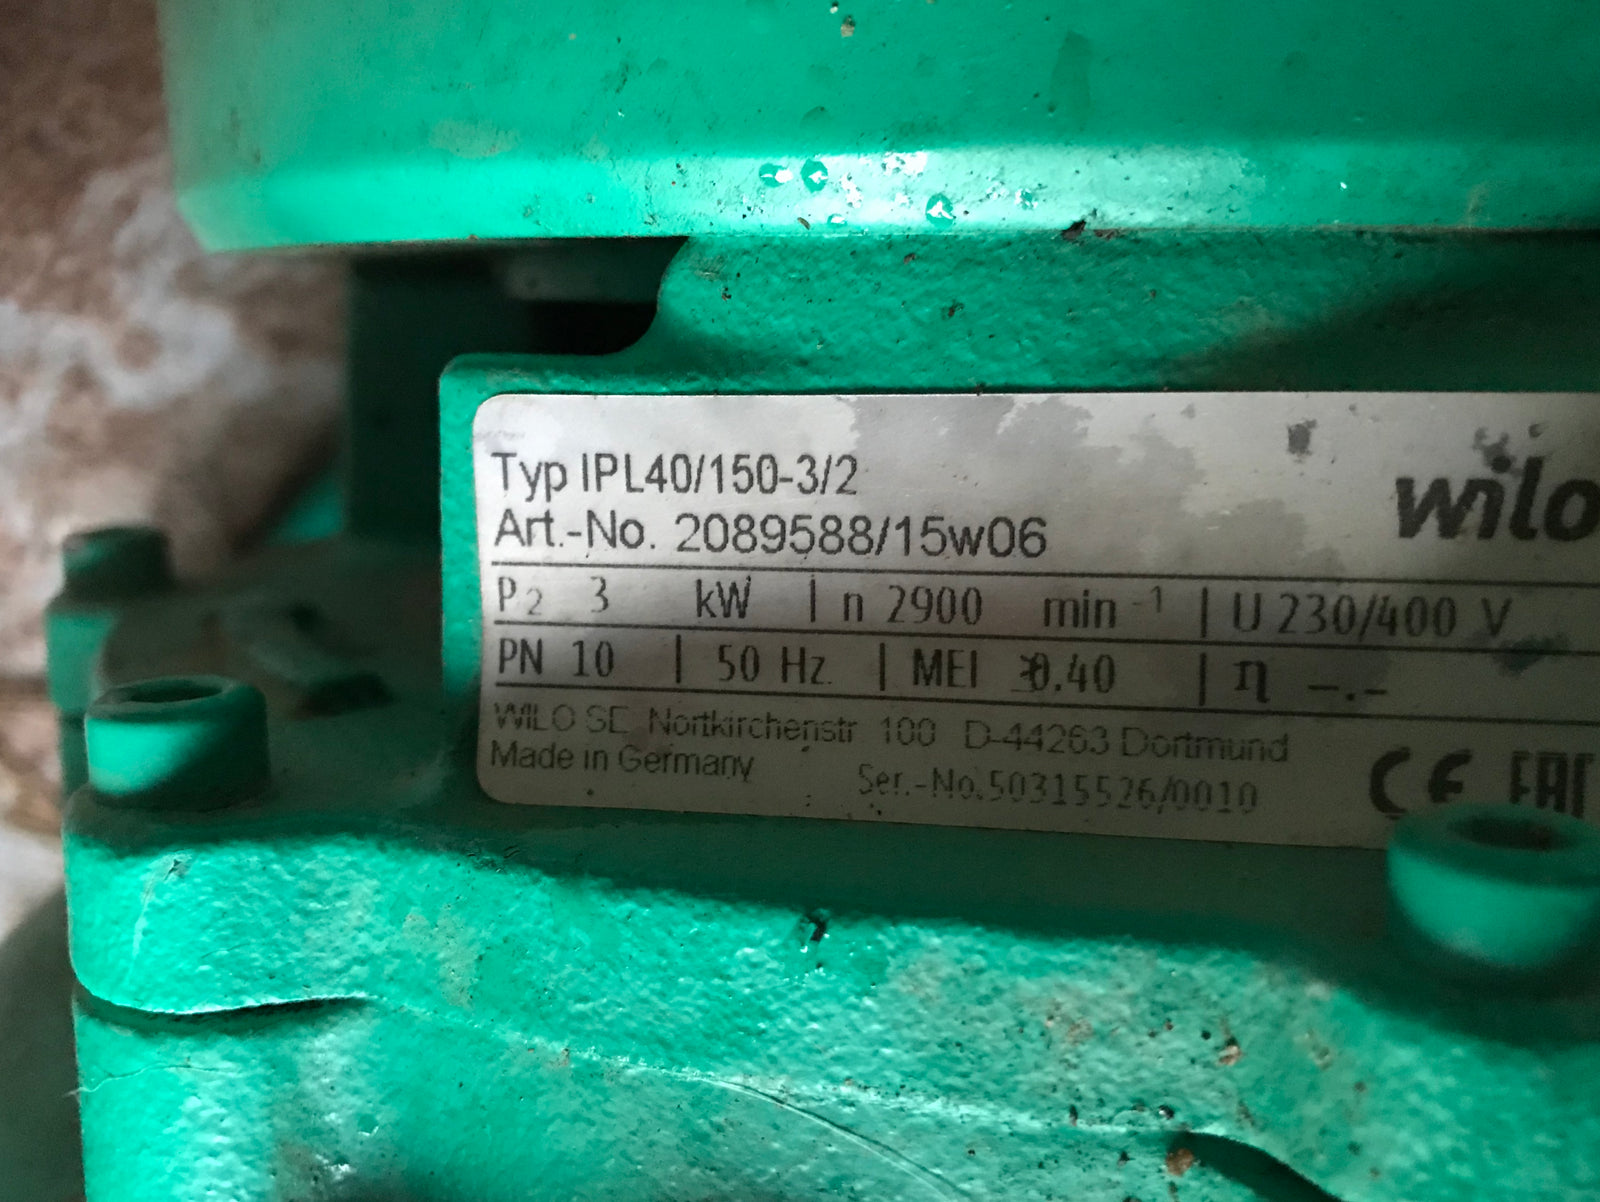 Typ IPL40/150-3/2
wilo
Art.-No. 2089588/15w06
P2 3 kW | n 2900 min-1 | U 230/400 V
PN 10 | 50 Hz | MEI ≥0.40 | η -.-
WILO SE Nortkirchenstr. 100 D-44263 Dortmund
Made in Germany Ser.-No.50315526/0010
CE EAC